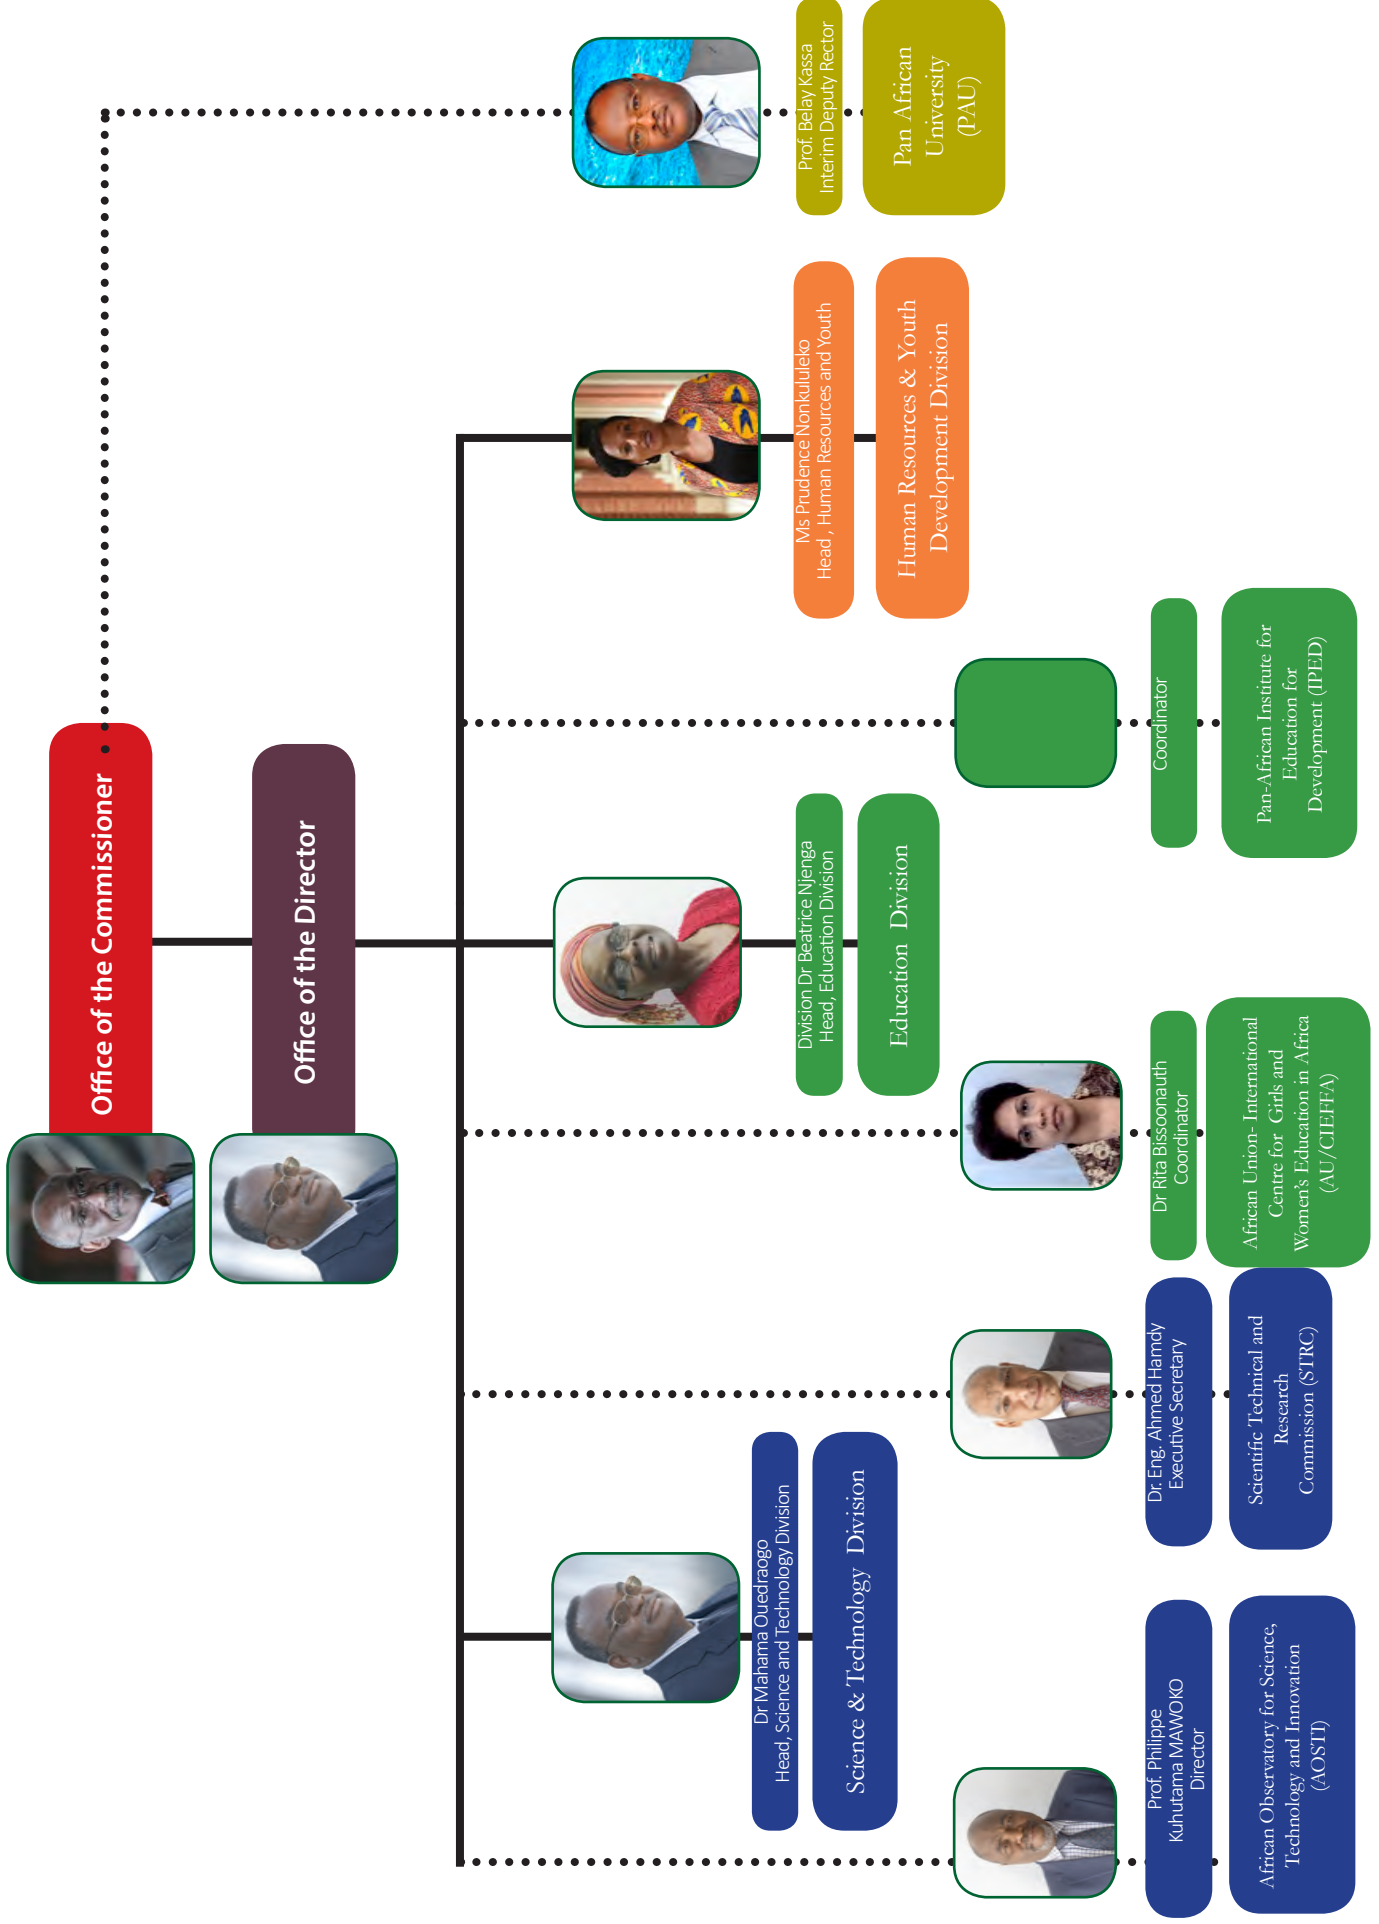 Office of the Commissioner
Office of the Director
Dr Mahama Ouedraogo
Head, Science and Technology Division
Science & Technology Division
Division Dr Beatrice Njenga
Head, Education Division
Education Division
Ms Prudence Nonkululeko
Head , Human Resources and Youth
Human Resources & Youth
Development Division
Prof. Belay Kassa
Interim Deputy Rector
Pan African
University
(PAU)
Prof. Philippe
Kuhutama MAWOKO
Director
African Observatory for Science,
Technology and Innovation
(AOSTI)
Dr. Eng. Ahmed Hamdy
Executive Secretary
Scientific Technical and
Research
Commission (STRC)
Dr Rita Bissoonauth
Coordinator
African Union- International
Centre for Girls and
Women's Education in Africa
(AU/CIEFFA)
Coordinator
Pan-African Institute for
Education for
Development (IPED)